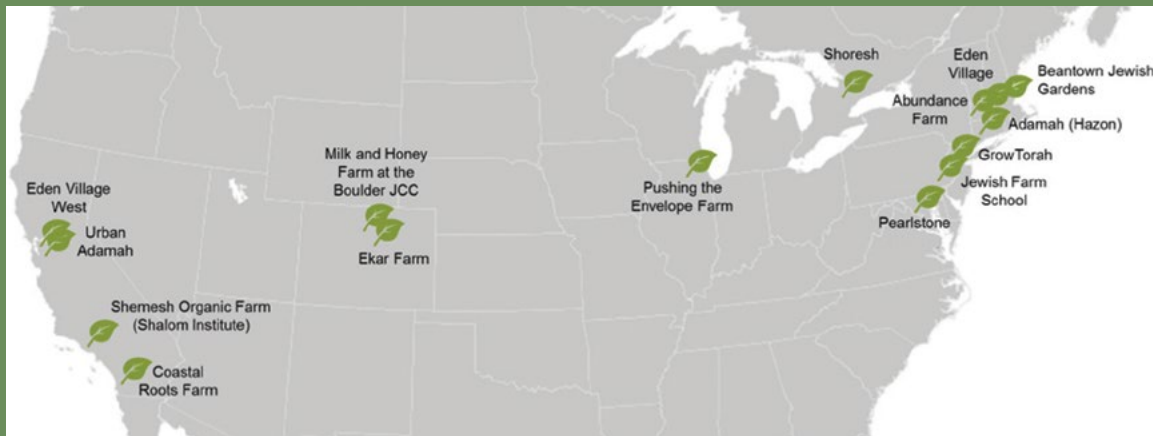 Shoresh
Eden
Village
Beantown Jewish
Gardens
Abundance
Farm
Adamah (Hazon)
Milk and Honey
Farm at the
Boulder JCC
GrowTorah
Pushing the
Envelope Farm
Jewish Farm
School
Pearlstone
Eden Village
West
Urban
Adamah
Ekar Farm
Shemesh Organic Farm
(Shalom Institute)
Coastal
Roots Farm